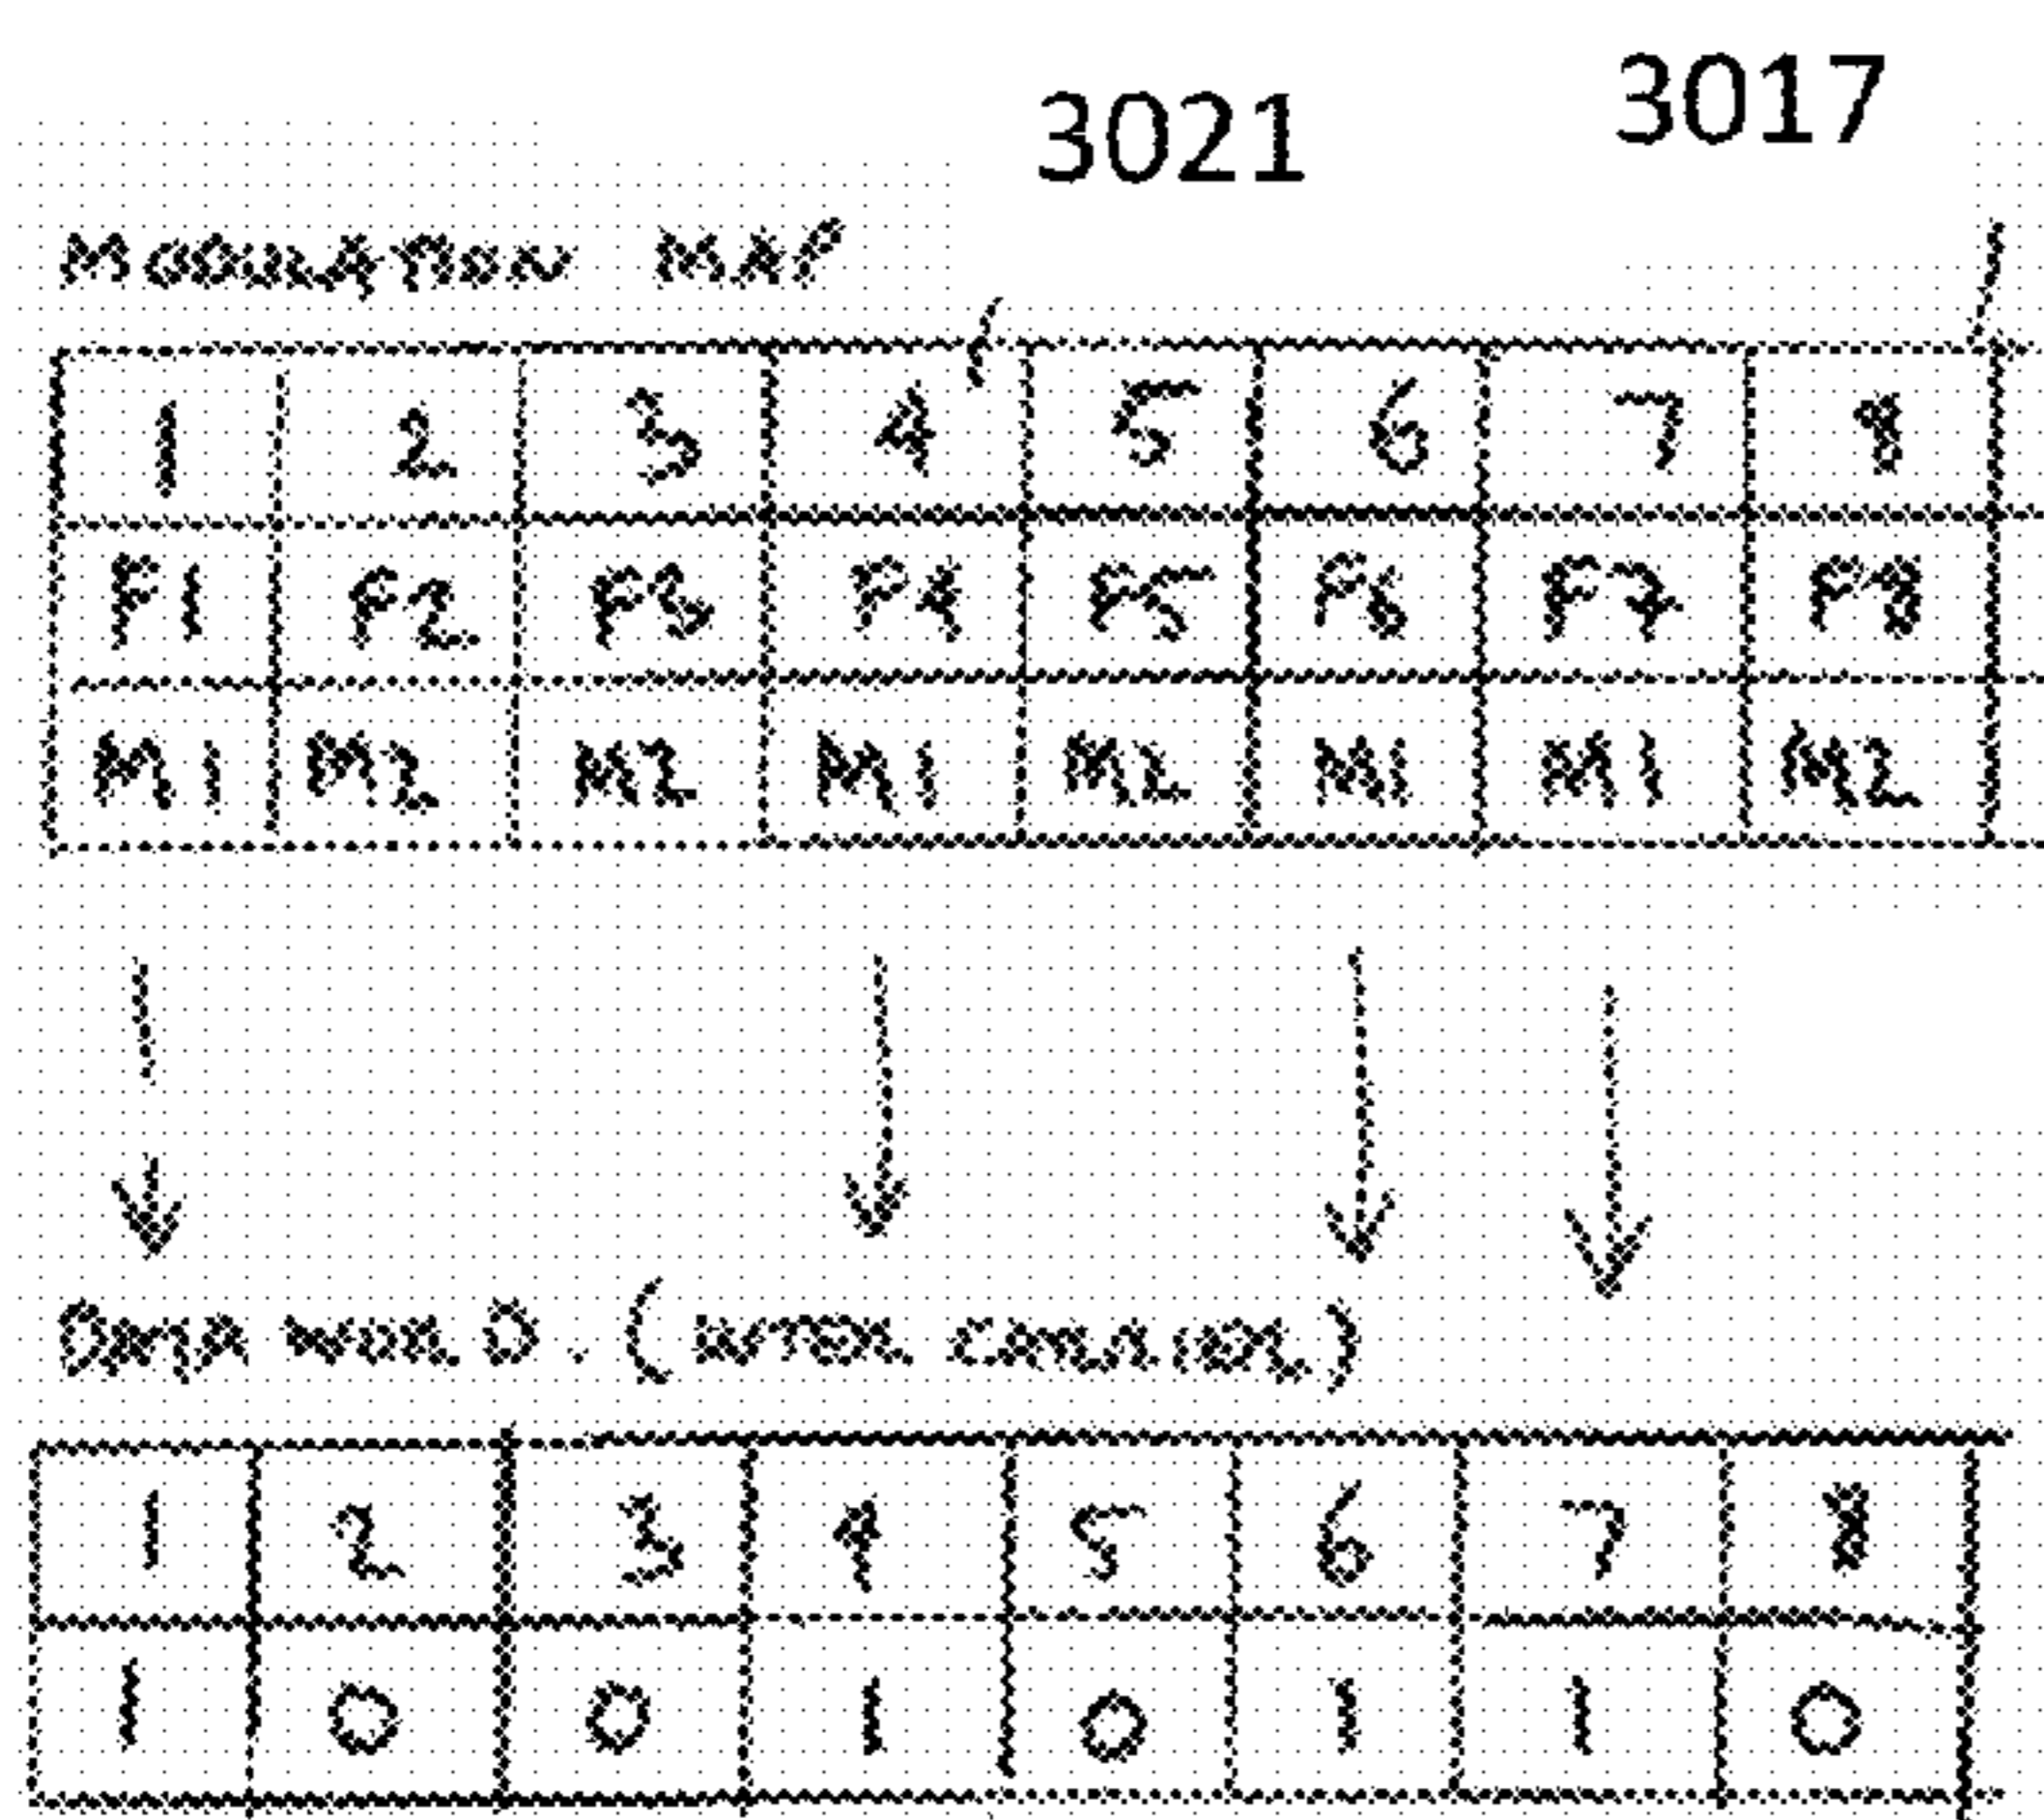 3021 3017
MODULATION MAP
1 2 3 4 5 6 7 8
F1 F2 F3 F4 F5 F6 F7 F8
M1 M2 M2 M1 M2 M1 M1 M2
DATA WORD. (INTER CARRIER)
1 2 3 4 5 6 7 8
1 0 0 1 0 1 1 0